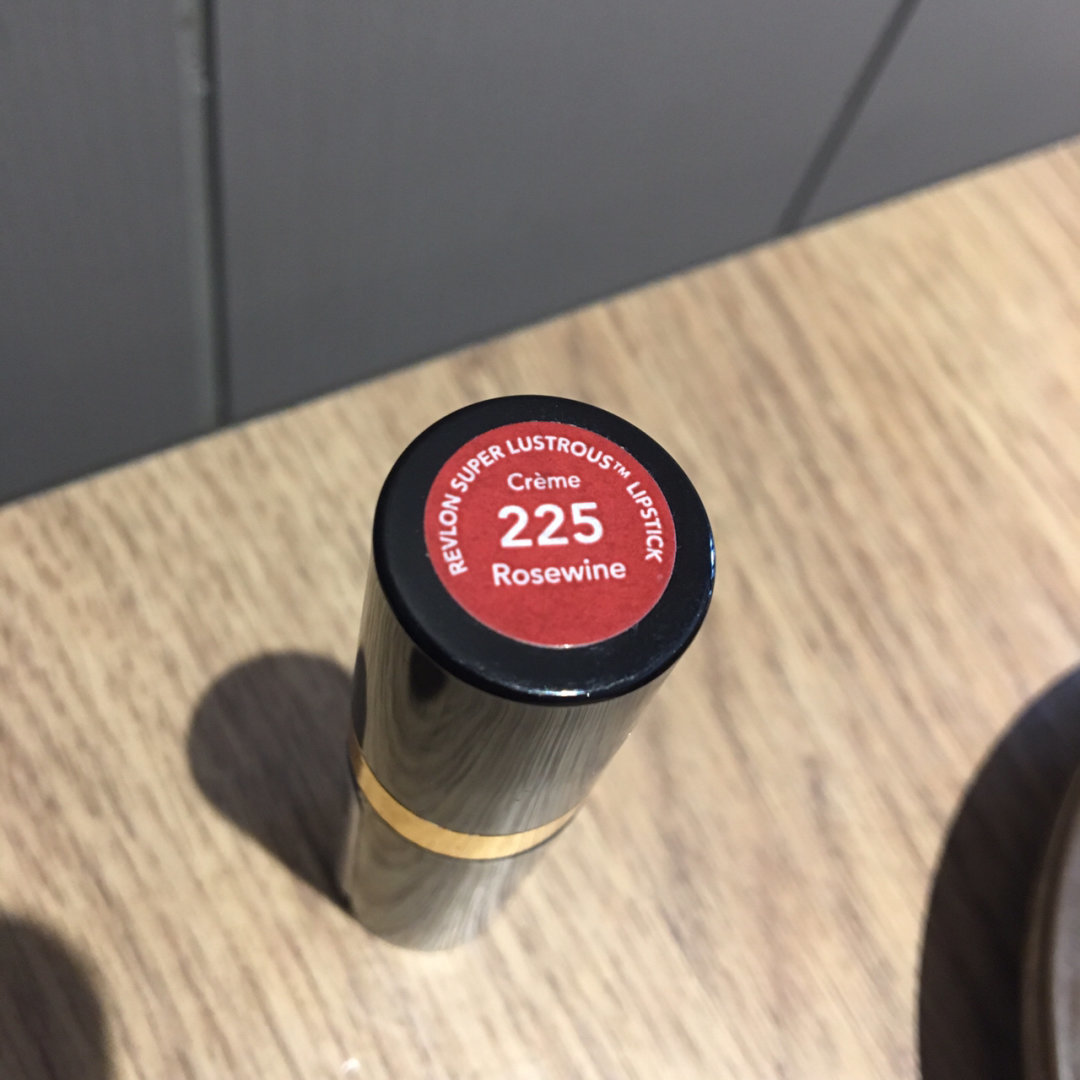 REVLON SUPER LUSTROUS™ LIPSTICK
Crème
225
Rosewine